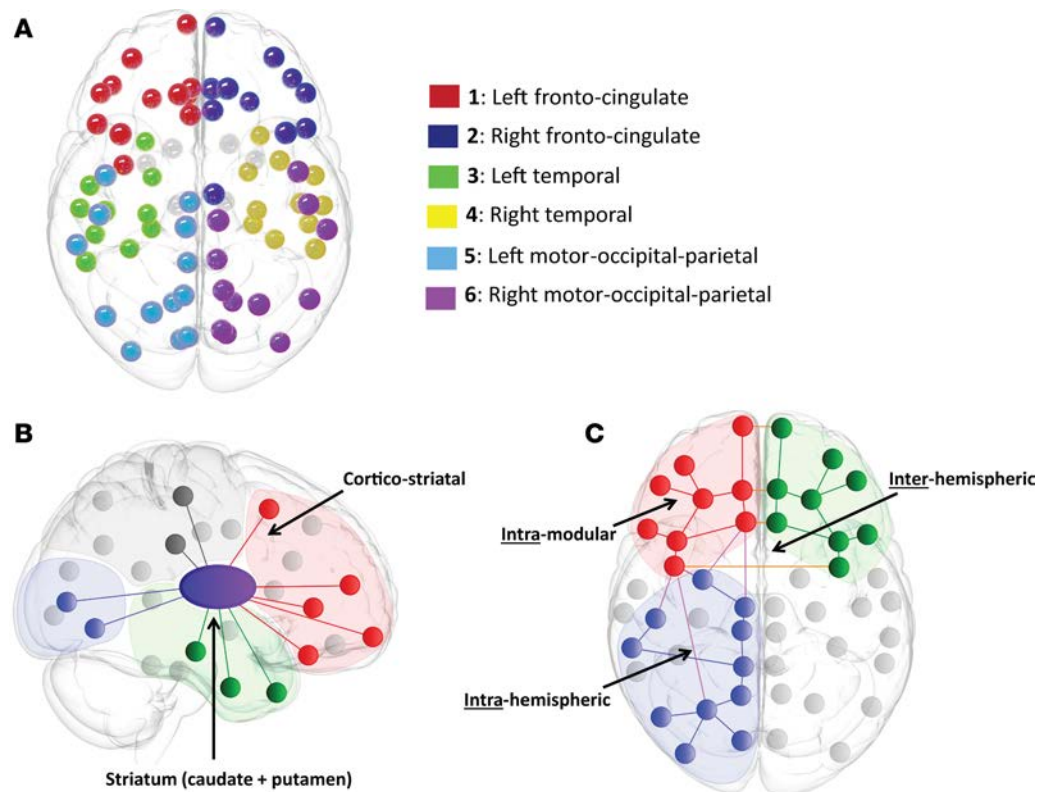 A
1: Left fronto-cingulate
2: Right fronto-cingulate
3: Left temporal
4: Right temporal
5: Left motor-occipital-parietal
6: Right motor-occipital-parietal
B
Cortico-striatal
Striatum (caudate + putamen)
C
Inter-hemispheric
Intra-modular
Intra-hemispheric